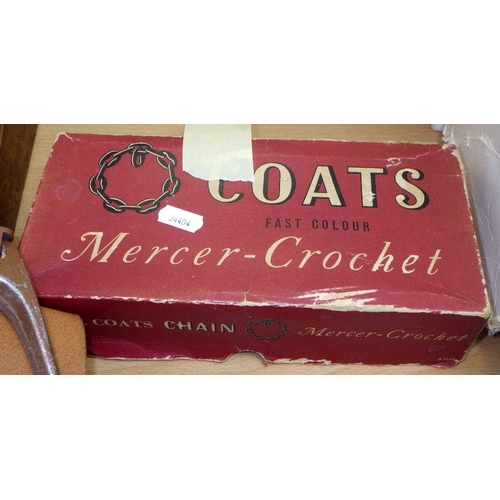 COATS
34404
FAST COLOUR
Mercer-Crochet
COATS CHAIN Mercer-Crochet